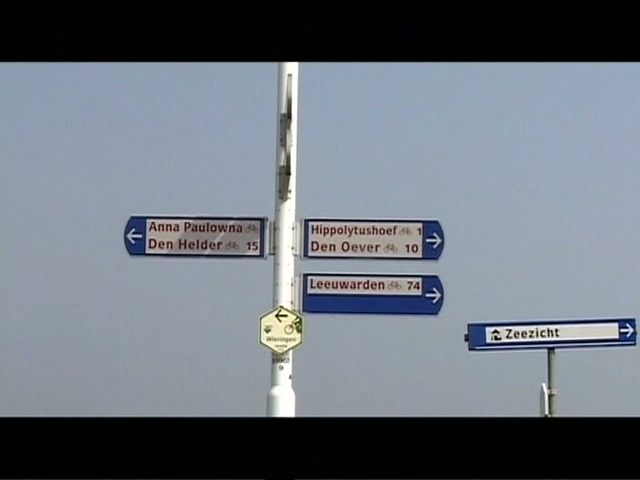 Anna Paulowna
Den Helder 15
Hippolytushoef 1
Den Oever 10
Leeuwarden 74
Wieringen
Zeezicht